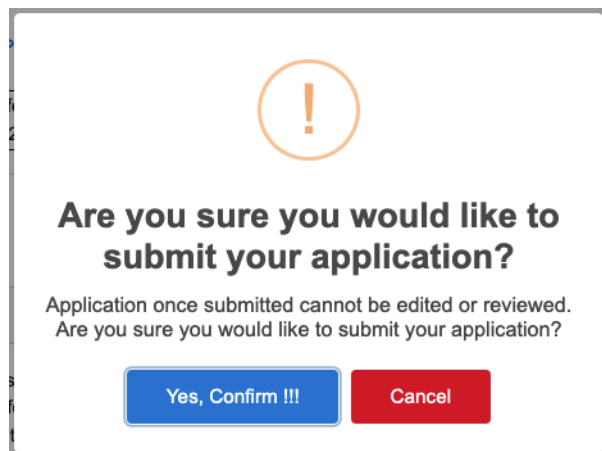 !
Are you sure you would like to
submit your application?
Application once submitted cannot be edited or reviewed.
Are you sure you would like to submit your application?
Yes, Confirm !!!
Cancel